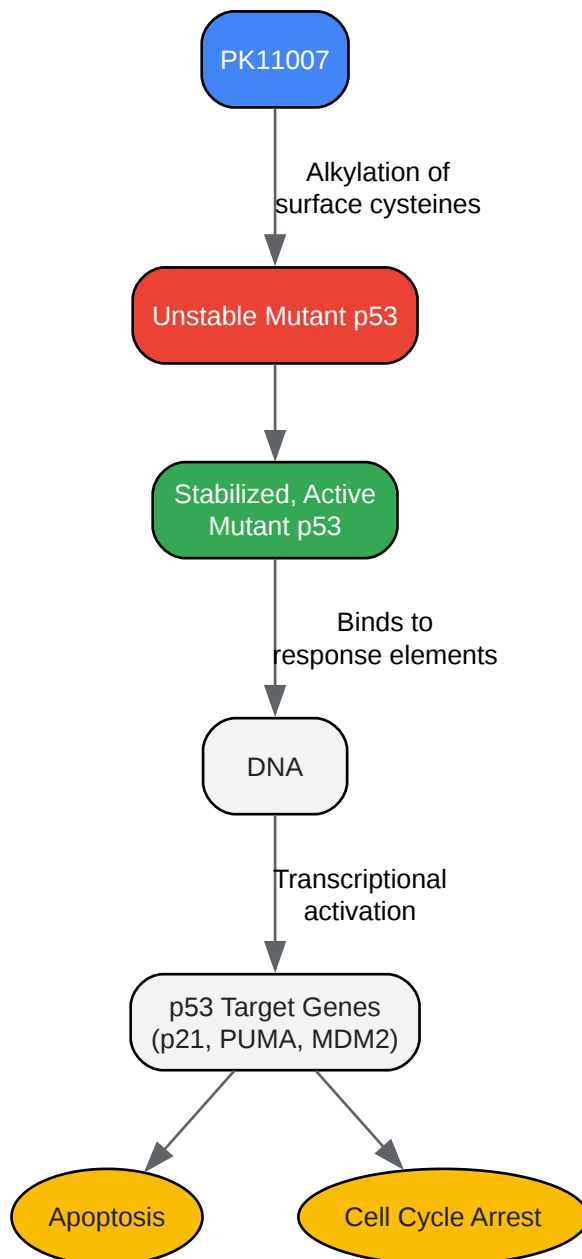 PK11007
Alkylation of
surface cysteines
Unstable Mutant p53
Stabilized, Active
Mutant p53
Binds to
response elements
DNA
Transcriptional
activation
p53 Target Genes
(p21, PUMA, MDM2)
Apoptosis
Cell Cycle Arrest